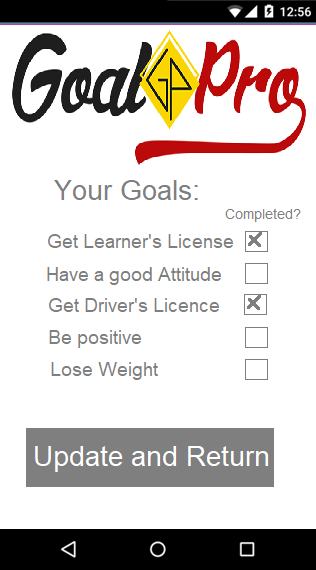 12:56
Goal GP Pro
Your Goals:
Completed?
Get Learner's License
Have a good Attitude
Get Driver's Licence
Be positive
Lose Weight
Update and Return